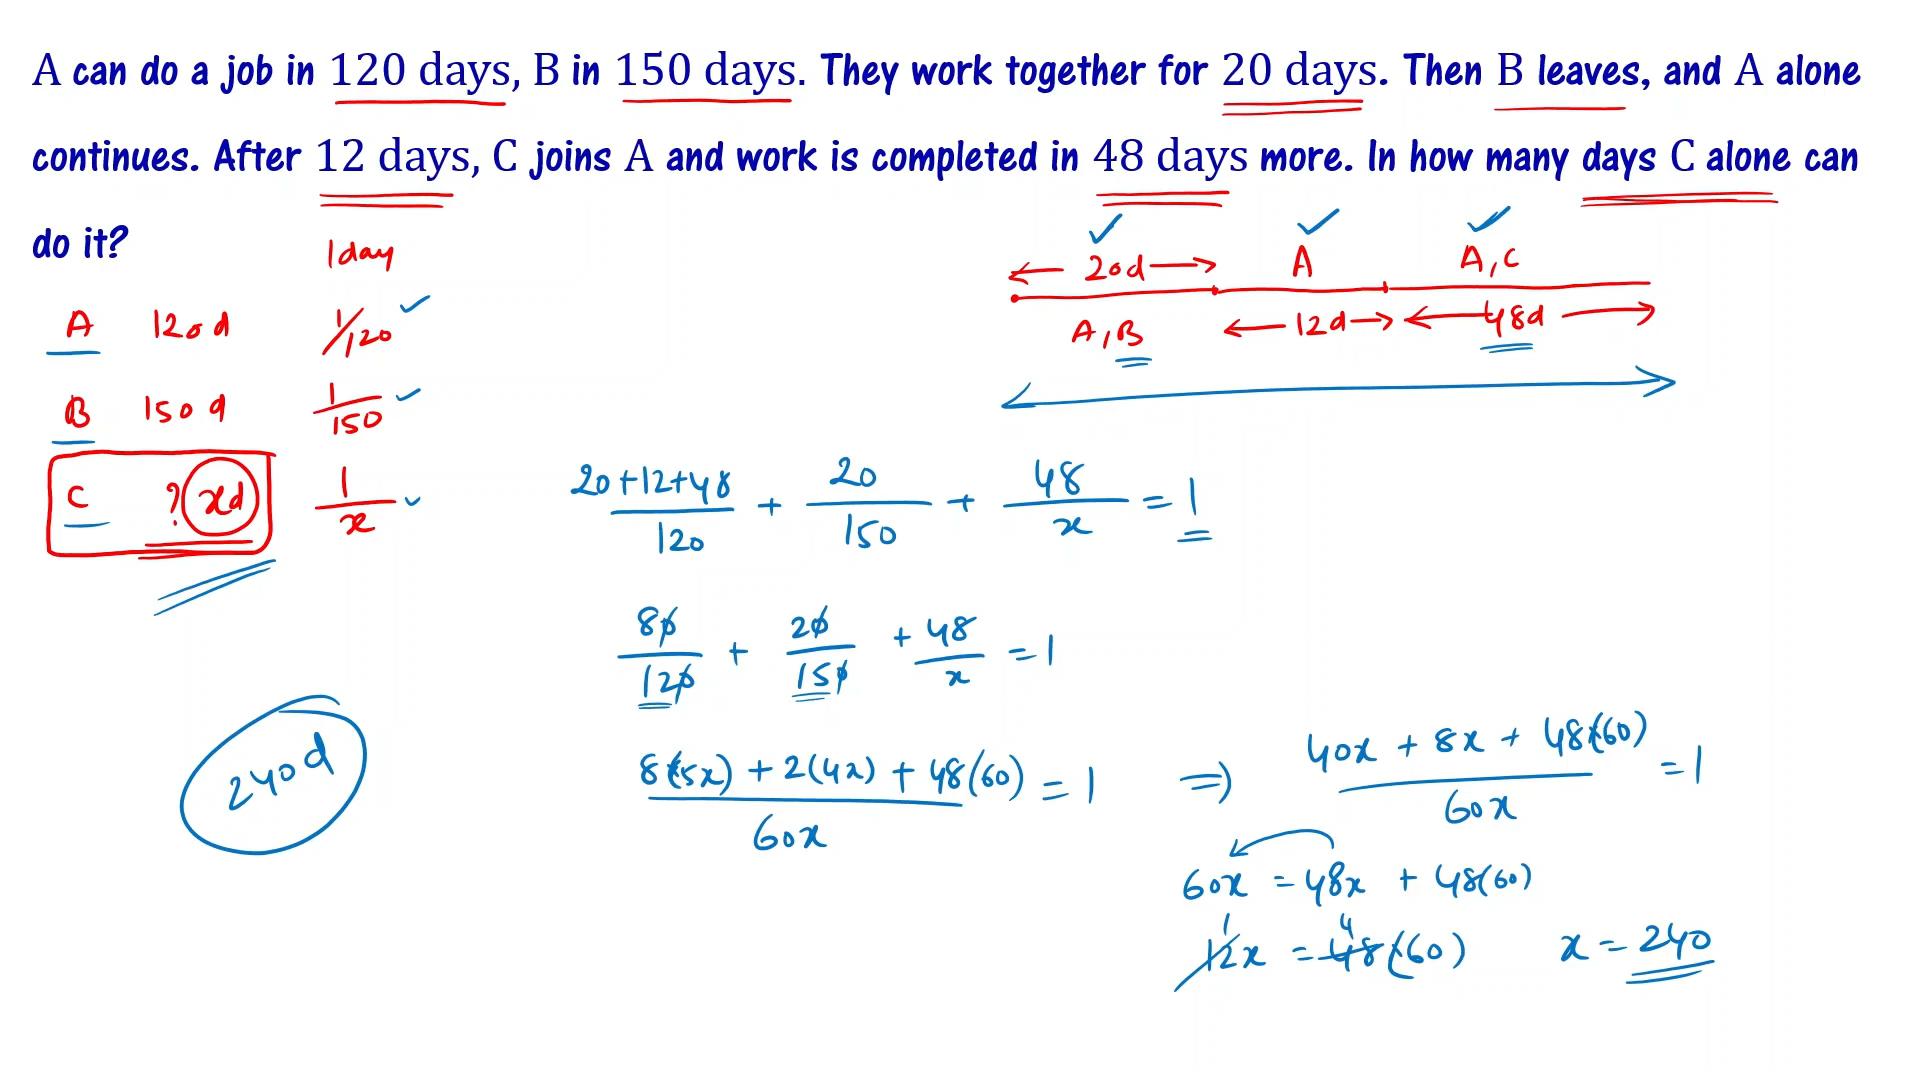 A can do a job in 120 days, B in 150 days. They work together for 20 days. Then B leaves, and A alone
continues. After 12 days, C joins A and work is completed in 48 days more. In how many days C alone can
do it?
1day
A 120d 1/120
B 150d 1/150
C ? xd 1/x
20d A A,C
A,B 12d 48d
(20+12+48)/120 + 20/150 + 48/x = 1
80/120 + 20/150 + 48/x = 1
(8(5x) + 2(4x) + 48(60))/60x = 1 ⇒ (40x + 8x + 48(60))/60x = 1
60x = 48x + 48(60)
1 4
12x = 48(60) x = 240
240d